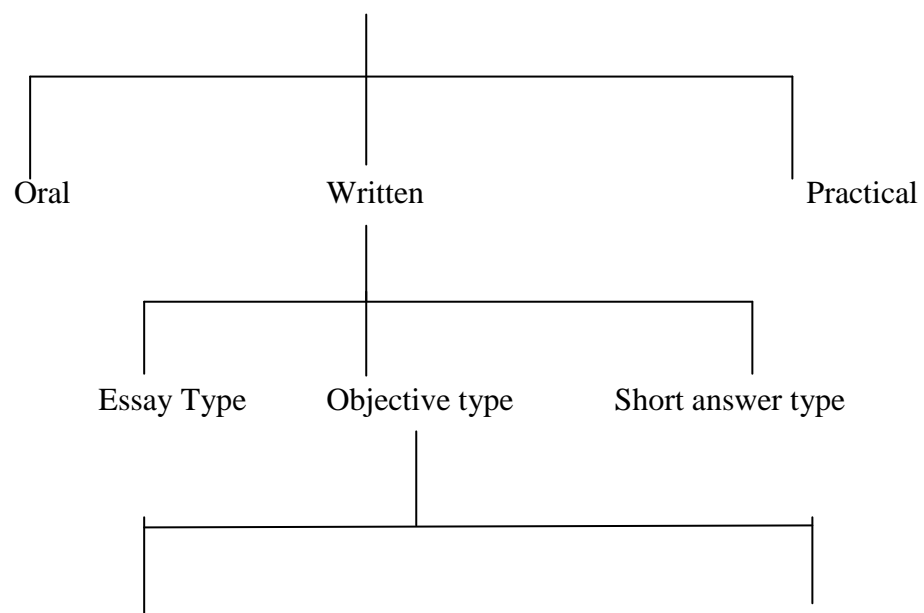 Oral Written Practical
Essay Type Objective type Short answer type